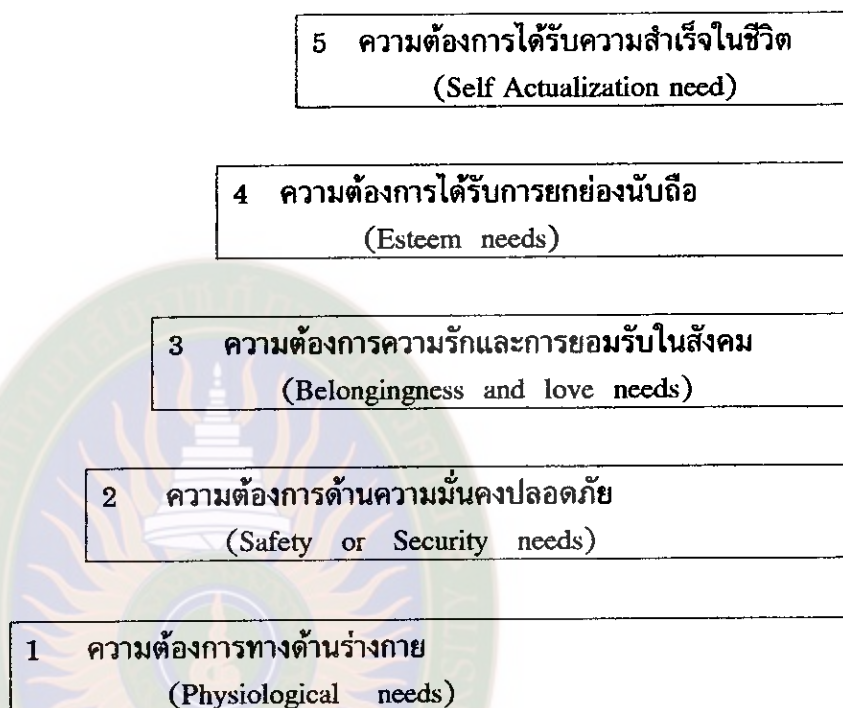 5 ความต้องการได้รับความสำเร็จในชีวิต
(Self Actualization need)
4 ความต้องการได้รับการยกย่องนับถือ
(Esteem needs)
3 ความต้องการความรักและการยอมรับในสังคม
(Belongingness and love needs)
2 ความต้องการด้านความมั่นคงปลอดภัย
(Safety or Security needs)
1 ความต้องการทางด้านร่างกาย
(Physiological needs)